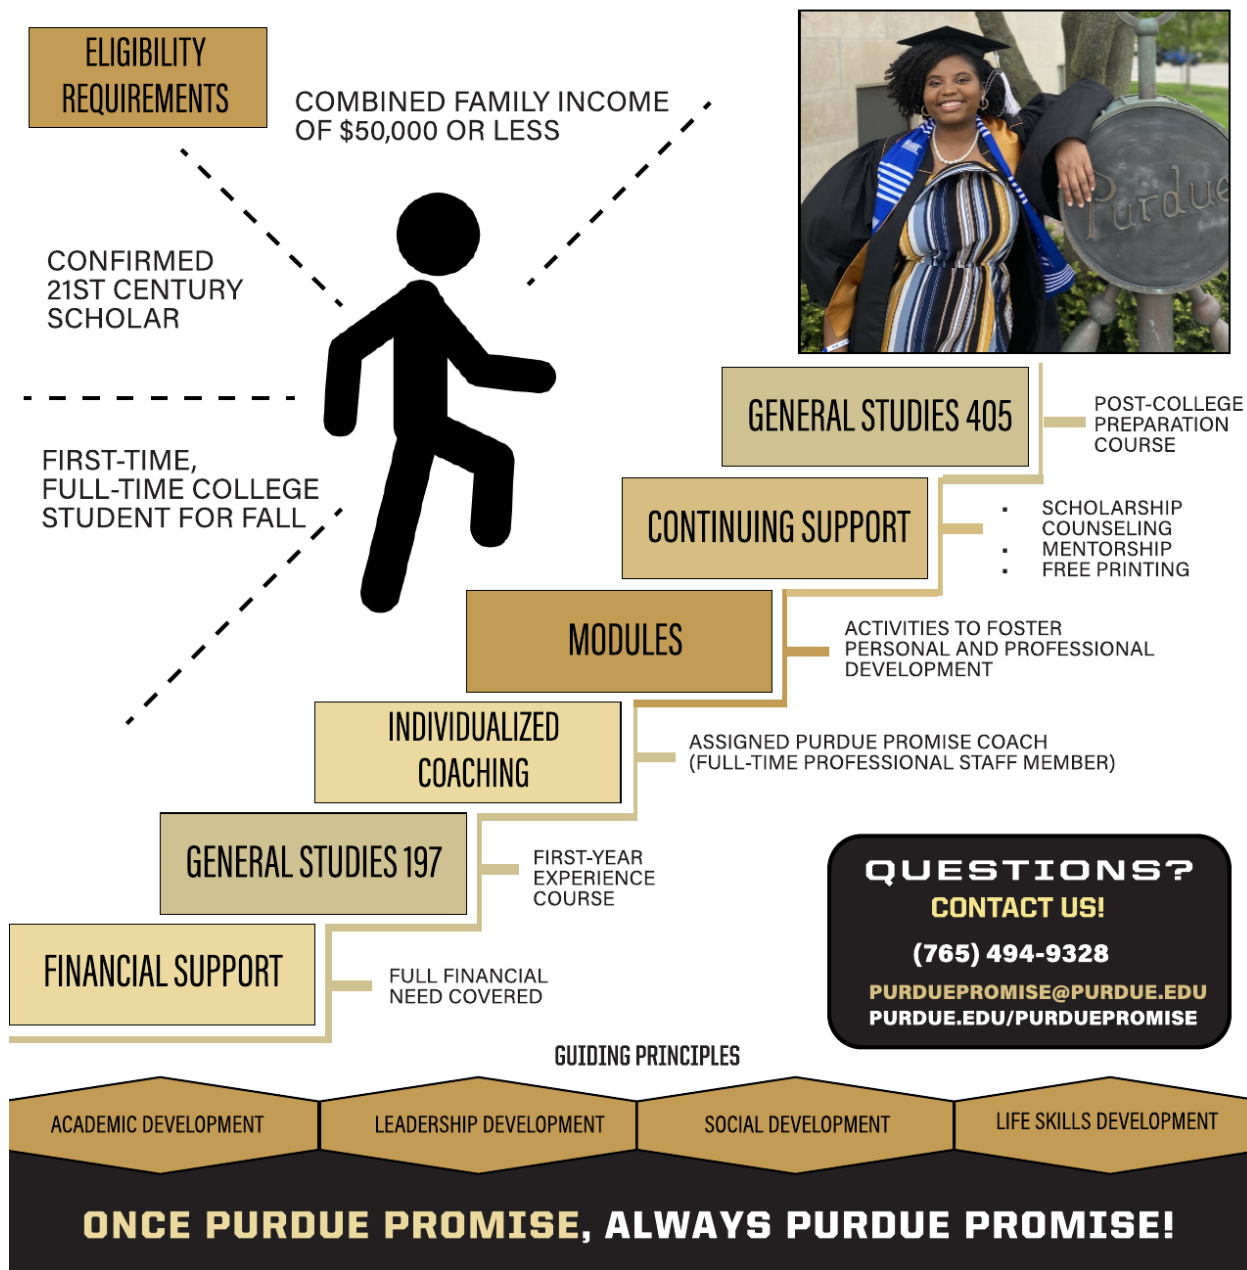 ELIGIBILITY
REQUIREMENTS
COMBINED FAMILY INCOME
OF $50,000 OR LESS
CONFIRMED
21ST CENTURY
SCHOLAR
FIRST-TIME,
FULL-TIME COLLEGE
STUDENT FOR FALL
Purdue
GENERAL STUDIES 405
POST-COLLEGE
PREPARATION
COURSE
CONTINUING SUPPORT
▪ SCHOLARSHIP
COUNSELING
▪ MENTORSHIP
▪ FREE PRINTING
MODULES
ACTIVITIES TO FOSTER
PERSONAL AND PROFESSIONAL
DEVELOPMENT
INDIVIDUALIZED
COACHING
ASSIGNED PURDUE PROMISE COACH
(FULL-TIME PROFESSIONAL STAFF MEMBER)
GENERAL STUDIES 197
FIRST-YEAR
EXPERIENCE
COURSE
FINANCIAL SUPPORT
FULL FINANCIAL
NEED COVERED
QUESTIONS?
CONTACT US!
(765) 494-9328
PURDUEPROMISE@PURDUE.EDU
PURDUE.EDU/PURDUEPROMISE
GUIDING PRINCIPLES
ACADEMIC DEVELOPMENT
LEADERSHIP DEVELOPMENT
SOCIAL DEVELOPMENT
LIFE SKILLS DEVELOPMENT
ONCE PURDUE PROMISE, ALWAYS PURDUE PROMISE!